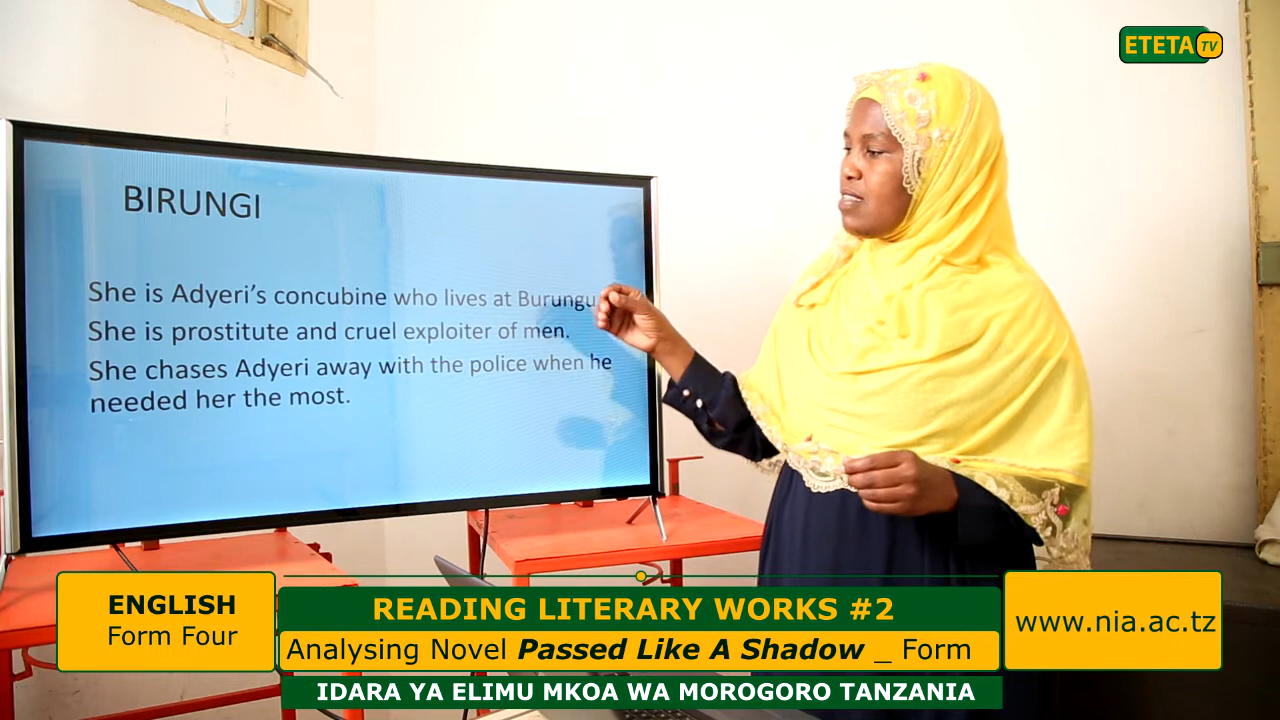 ETETA TV
BIRUNGI
She is Adyeri's concubine who lives at Burungu
She is prostitute and cruel exploiter of men.
She chases Adyeri away with the police when he
needed her the most.
ENGLISH
Form Four
READING LITERARY WORKS #2
Analysing Novel Passed Like A Shadow _ Form
www.nia.ac.tz
IDARA YA ELIMU MKOA WA MOROGORO TANZANIA